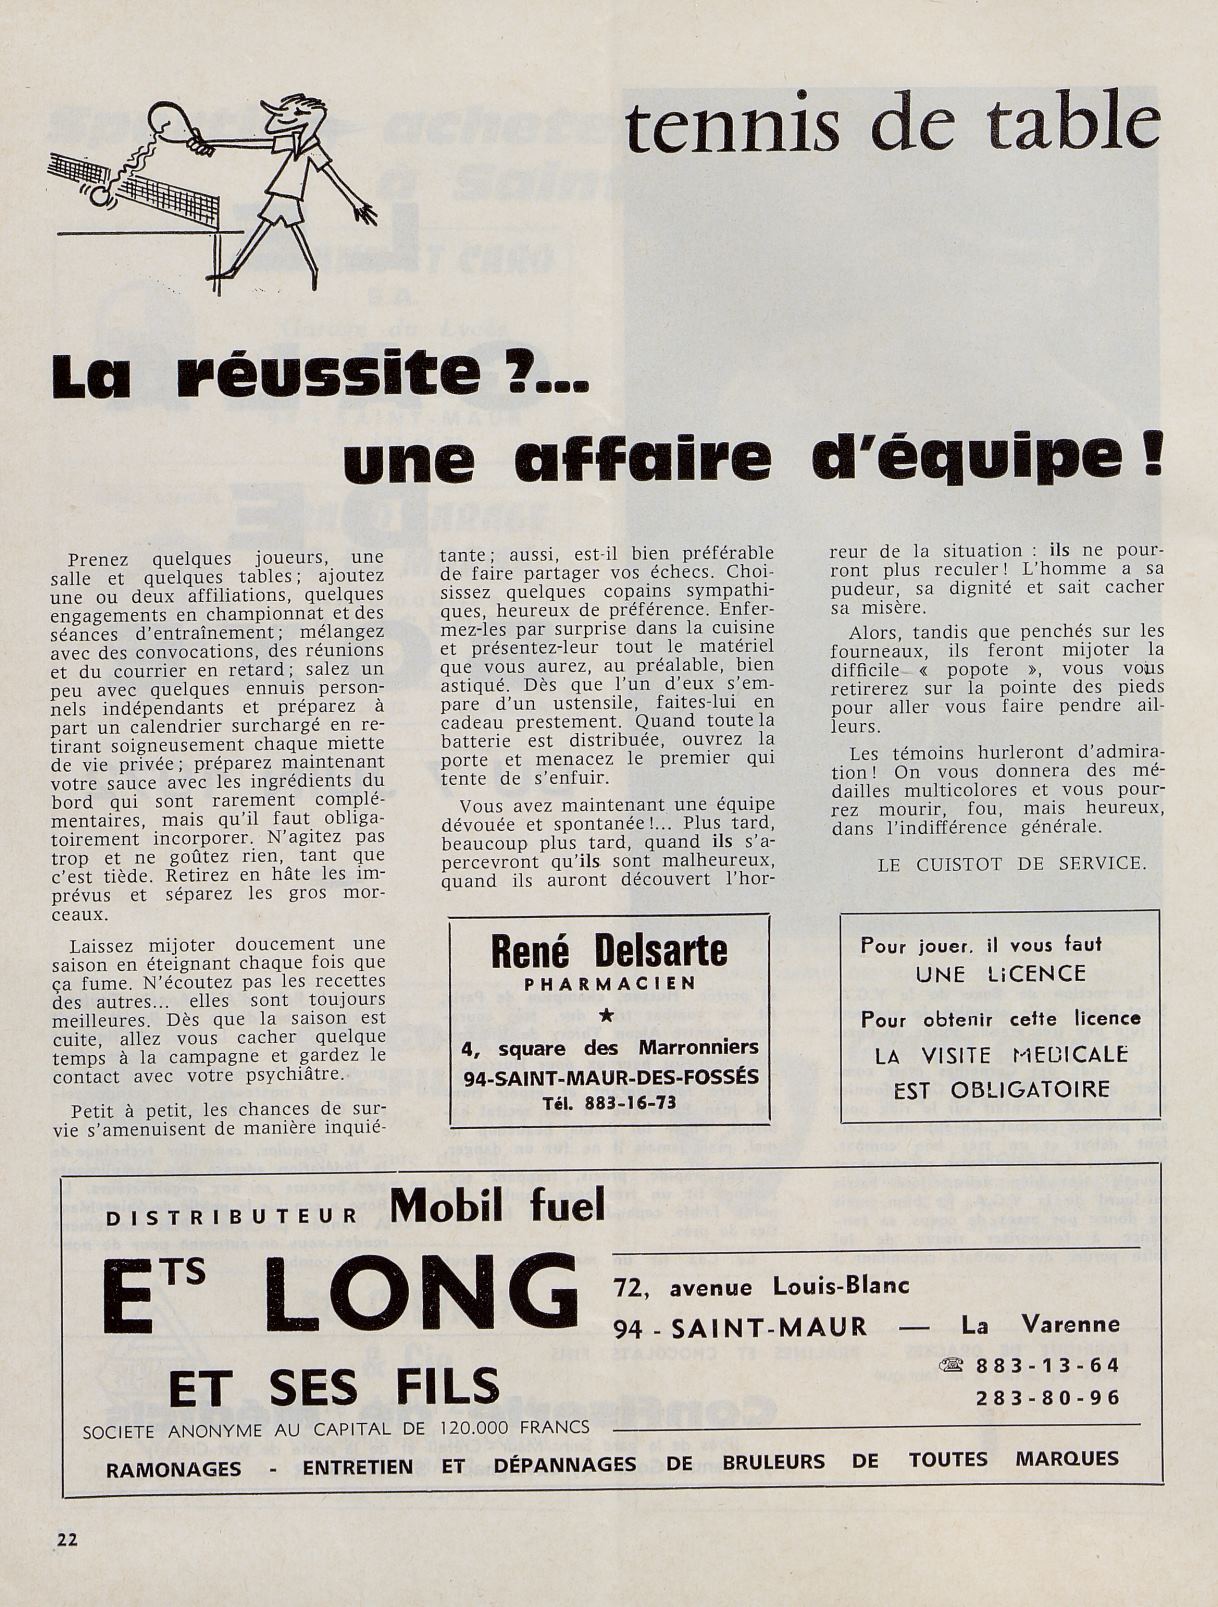 tennis de table
La réussite ?...
une affaire d'équipe !
Prenez quelques joueurs, une
salle et quelques tables ; ajoutez
une ou deux affiliations, quelques
engagements en championnat et des
séances d'entraînement ; mélangez
avec des convocations, des réunions
et du courrier en retard ; salez un
peu avec quelques ennuis person-
nels indépendants et préparez à
part un calendrier surchargé en re-
tirant soigneusement chaque miette
de vie privée ; préparez maintenant
votre sauce avec les ingrédients du
bord qui sont rarement complé-
mentaires, mais qu'il faut obliga-
toirement incorporer. N'agitez pas
trop et ne goûtez rien, tant que
c'est tiède. Retirez en hâte les im-
prévus et séparez les gros mor-
ceaux.
Laissez mijoter doucement une
saison en éteignant chaque fois que
ça fume. N'écoutez pas les recettes
des autres... elles sont toujours
meilleures. Dès que la saison est
cuite, allez vous cacher quelque
temps à la campagne et gardez le
contact avec votre psychiâtre.
Petit à petit, les chances de sur-
vie s'amenuisent de manière inquié-
tante ; aussi, est-il bien préférable
de faire partager vos échecs. Choi-
sissez quelques copains sympathi-
ques, heureux de préférence. Enfer-
mez-les par surprise dans la cuisine
et présentez-leur tout le matériel
que vous aurez, au préalable, bien
astiqué. Dès que l'un d'eux s'em-
pare d'un ustensile, faites-lui en
cadeau prestement. Quand toute la
batterie est distribuée, ouvrez la
porte et menacez le premier qui
tente de s'enfuir.
Vous avez maintenant une équipe
dévouée et spontanée !... Plus tard,
beaucoup plus tard, quand ils s'a-
percevront qu'ils sont malheureux,
quand ils auront découvert l'hor-
reur de la situation : ils ne pour-
ront plus reculer ! L'homme a sa
pudeur, sa dignité et sait cacher
sa misère.
Alors, tandis que penchés sur les
fourneaux, ils feront mijoter la
difficile « popote », vous vous
retirerez sur la pointe des pieds
pour aller vous faire pendre ail-
leurs.
Les témoins hurleront d'admira-
tion ! On vous donnera des mé-
dailles multicolores et vous pour-
rez mourir, fou, mais heureux,
dans l'indifférence générale.
LE CUISTOT DE SERVICE.
René Delsarte
PHARMACIEN
★
4, square des Marronniers
94-SAINT-MAUR-DES-FOSSÉS
Tél. 883-16-73
Pour jouer. il vous faut
UNE LiCENCE
Pour obtenir cette licence
LA VISITE MEDICALE
EST OBLIGATOIRE
DISTRIBUTEUR Mobil fuel
ETS LONG
ET SES FILS
SOCIETE ANONYME AU CAPITAL DE 120.000 FRANCS
72, avenue Louis-Blanc
94 - SAINT-MAUR — La Varenne
☎ 883-13-64
283-80-96
RAMONAGES - ENTRETIEN ET DÉPANNAGES DE BRULEURS DE TOUTES MARQUES
22